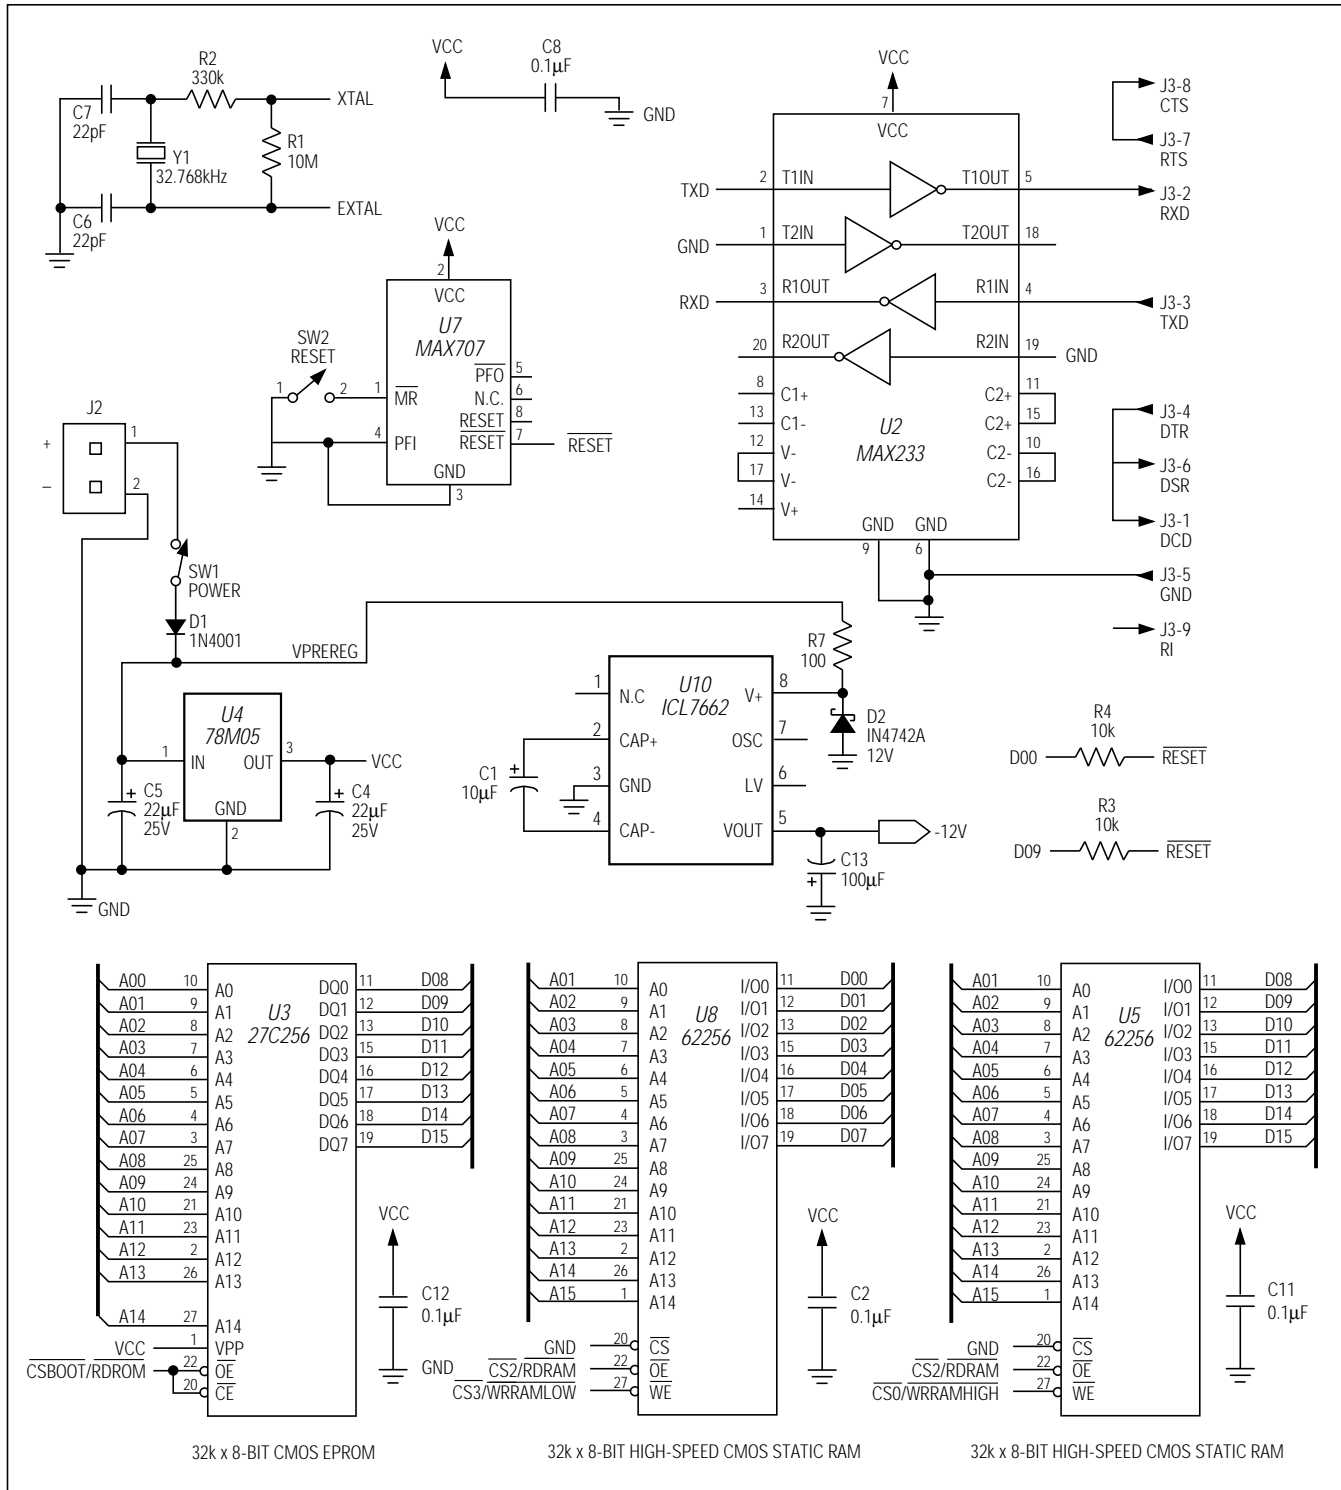 R2
330k
XTAL
C7
22pF
Y1
32.768kHz
R1
10M
C6
22pF
EXTAL
VCC
C8
0.1µF
GND
VCC
2
VCC
U7
MAX707
SW2
RESET
1
2
1
MR
4
PFI
PFO
5
N.C.
6
RESET
8
RESET
7
RESET
GND
3
VCC
7
VCC
TXD
2
T1IN
T1OUT
5
GND
1
T2IN
T2OUT
18
RXD
3
R1OUT
R1IN
4
20
R2OUT
R2IN
19
GND
8
C1+
13
C1-
12
V-
17
V-
14
V+
U2
MAX233
C2+
11
C2+
15
C2-
10
C2-
16
GND
GND
9
6
J3-8
CTS
J3-7
RTS
J3-2
RXD
J3-3
TXD
J3-4
DTR
J3-6
DSR
J3-1
DCD
J3-5
GND
J3-9
RI
J2
+
–
1
2
SW1
POWER
D1
1N4001
VPREREG
U4
78M05
1
IN
OUT
3
VCC
GND
2
+
C5
22µF
25V
+
C4
22µF
25V
GND
R7
100
D2
IN4742A
12V
U10
ICL7662
1
N.C
2
CAP+
3
GND
4
CAP-
V+
8
OSC
7
LV
6
VOUT
5
+
C1
10µF
-12V
C13
100µF
+
R4
10k
D00
RESET
R3
10k
D09
RESET
A00 10 A0 DQ0 11 D08
A01 9 A1 DQ1 12 D09
A02 8 A2 DQ2 13 D10
A03 7 A3 DQ3 15 D11
A04 6 A4 DQ4 16 D12
A05 5 A5 DQ5 17 D13
A06 4 A6 DQ6 18 D14
A07 3 A7 DQ7 19 D15
A08 25 A8
A09 24 A9
A10 21 A10
A11 23 A11
A12 2 A12
A13 26 A13
A14 27 A14
VCC 1 VPP
CSBOOT/RDROM 22 OE
20 CE
U3
27C256
VCC
C12
0.1µF
GND
32k x 8-BIT CMOS EPROM
A01 10 A0 I/O0 11 D00
A02 9 A1 I/O1 12 D01
A03 8 A2 I/O2 13 D02
A04 7 A3 I/O3 15 D03
A05 6 A4 I/O4 16 D04
A06 5 A5 I/O5 17 D05
A07 4 A6 I/O6 18 D06
A08 3 A7 I/O7 19 D07
A09 25 A8
A10 24 A9
A11 21 A10
A12 23 A11
A13 2 A12
A14 26 A13
A15 1 A14
GND 20 CS
CS2/RDRAM 22 OE
CS3/WRRAMLOW 27 WE
U8
62256
VCC
C2
0.1µF
32k x 8-BIT HIGH-SPEED CMOS STATIC RAM
A01 10 A0 I/O0 11 D08
A02 9 A1 I/O1 12 D09
A03 8 A2 I/O2 13 D10
A04 7 A3 I/O3 15 D11
A05 6 A4 I/O4 16 D12
A06 5 A5 I/O5 17 D13
A07 4 A6 I/O6 18 D14
A08 3 A7 I/O7 19 D15
A09 25 A8
A10 24 A9
A11 21 A10
A12 23 A11
A13 2 A12
A14 26 A13
A15 1 A14
GND 20 CS
CS2/RDRAM 22 OE
CS0/WRRAMHIGH 27 WE
U5
62256
VCC
C11
0.1µF
32k x 8-BIT HIGH-SPEED CMOS STATIC RAM